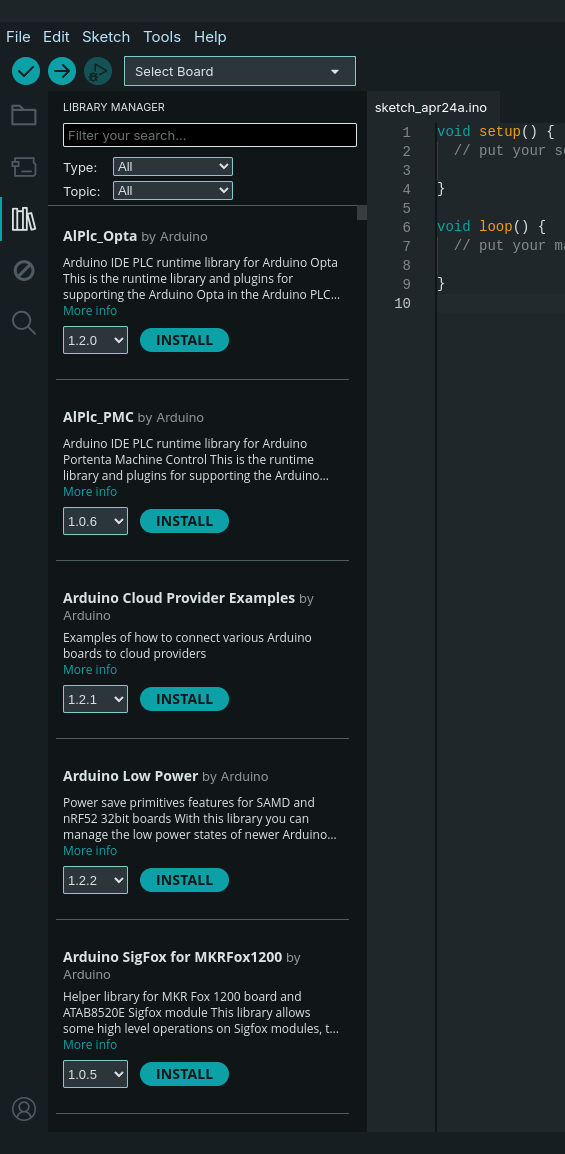 File Edit Sketch Tools Help
Select Board
LIBRARY MANAGER
Filter your search...
Type: All
Topic: All
AlPlc_Opta by Arduino
Arduino IDE PLC runtime library for Arduino Opta
This is the runtime library and plugins for
supporting the Arduino Opta in the Arduino PLC...
More info
1.2.0 INSTALL
AlPlc_PMC by Arduino
Arduino IDE PLC runtime library for Arduino
Portenta Machine Control This is the runtime
library and plugins for supporting the Arduino...
More info
1.0.6 INSTALL
Arduino Cloud Provider Examples by
Arduino
Examples of how to connect various Arduino
boards to cloud providers
More info
1.2.1 INSTALL
Arduino Low Power by Arduino
Power save primitives features for SAMD and
nRF52 32bit boards With this library you can
manage the low power states of newer Arduino...
More info
1.2.2 INSTALL
Arduino SigFox for MKRFox1200 by
Arduino
Helper library for MKR Fox 1200 board and
ATAB8520E Sigfox module This library allows
some high level operations on Sigfox modules, t...
More info
1.0.5 INSTALL
sketch_apr24a.ino
1 void setup() {
2 // put your s
3
4 }
5
6 void loop() {
7 // put your m
8
9 }
10